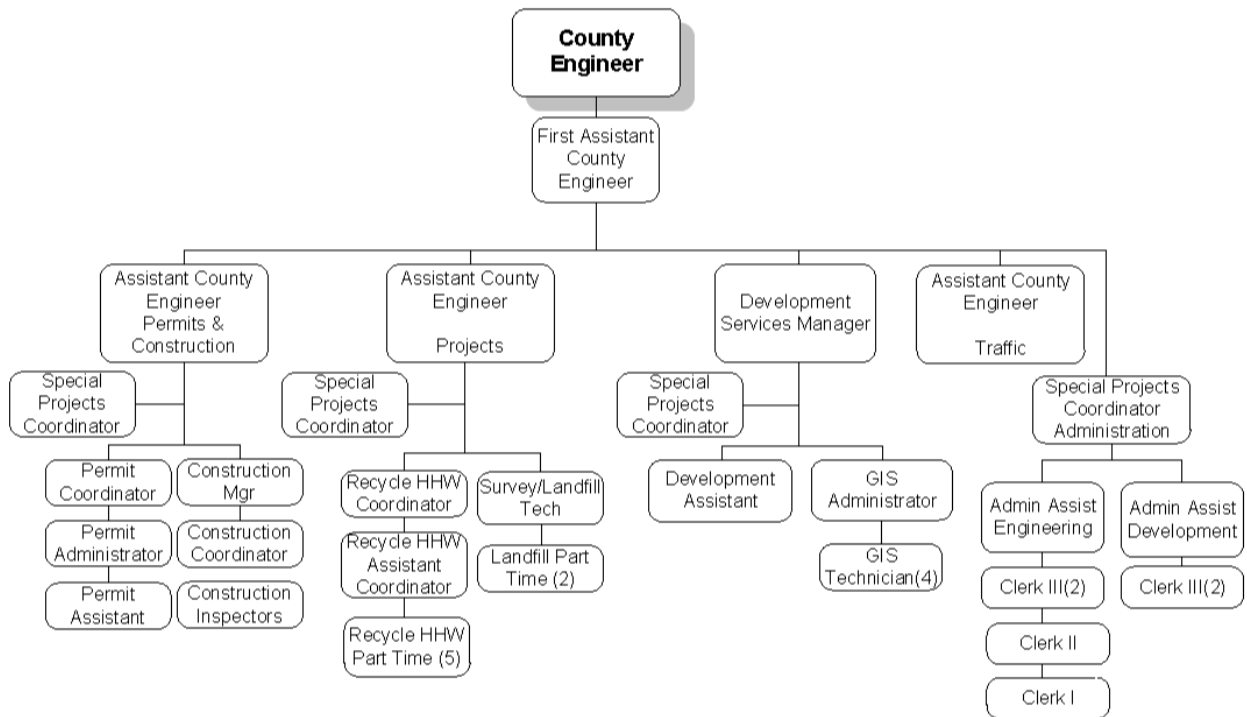 County
Engineer
First Assistant
County
Engineer
Assistant County
Engineer
Permits &
Construction
Assistant County
Engineer
Projects
Development
Services Manager
Assistant County
Engineer
Traffic
Special
Projects
Coordinator
Special
Projects
Coordinator
Special
Projects
Coordinator
Special Projects
Coordinator
Administration
Permit
Coordinator
Construction
Mgr
Recycle HHW
Coordinator
Survey/Landfill
Tech
Development
Assistant
GIS
Administrator
Admin Assist
Engineering
Admin Assist
Development
Permit
Administrator
Construction
Coordinator
Recycle HHW
Assistant
Coordinator
Landfill Part
Time (2)
GIS
Technician(4)
Clerk III(2)
Clerk III(2)
Permit
Assistant
Construction
Inspectors
Recycle HHW
Part Time (5)
Clerk II
Clerk I